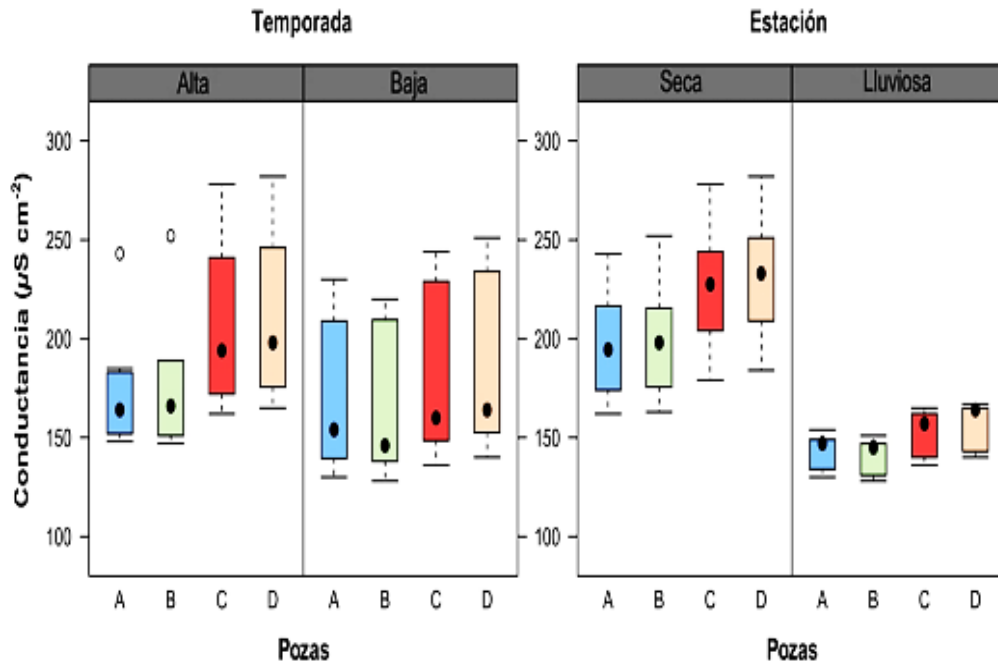 Temporada
Estación
Alta
Baja
Seca
Lluviosa
Conductancia (µS cm⁻²)
300
250
200
150
100
300
250
200
150
100
A B C D A B C D
A B C D A B C D
Pozas
Pozas